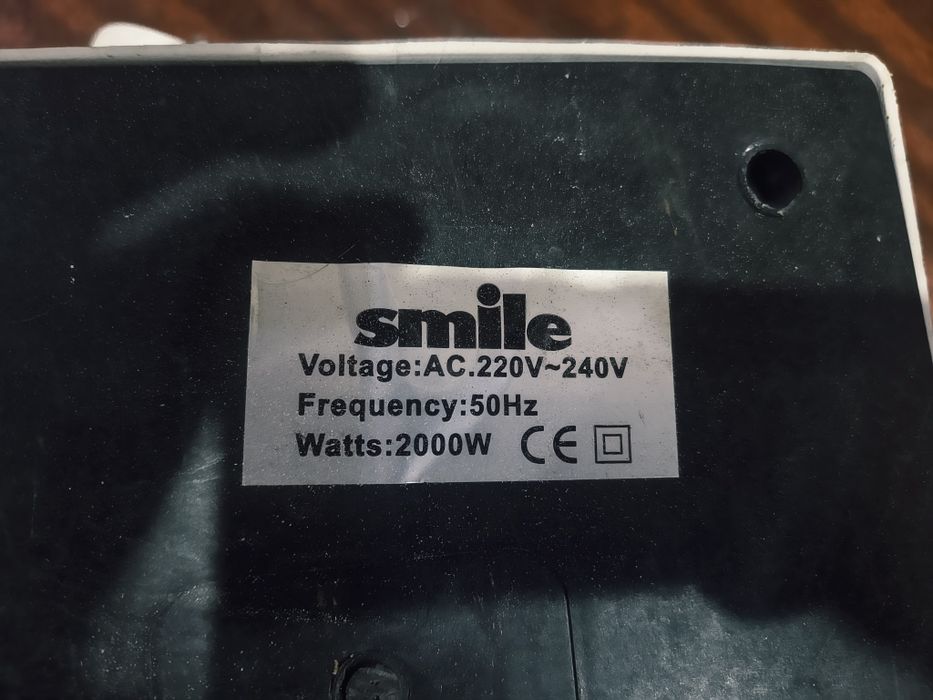 smile
Voltage:AC.220V~240V
Frequency:50Hz
Watts:2000W CE